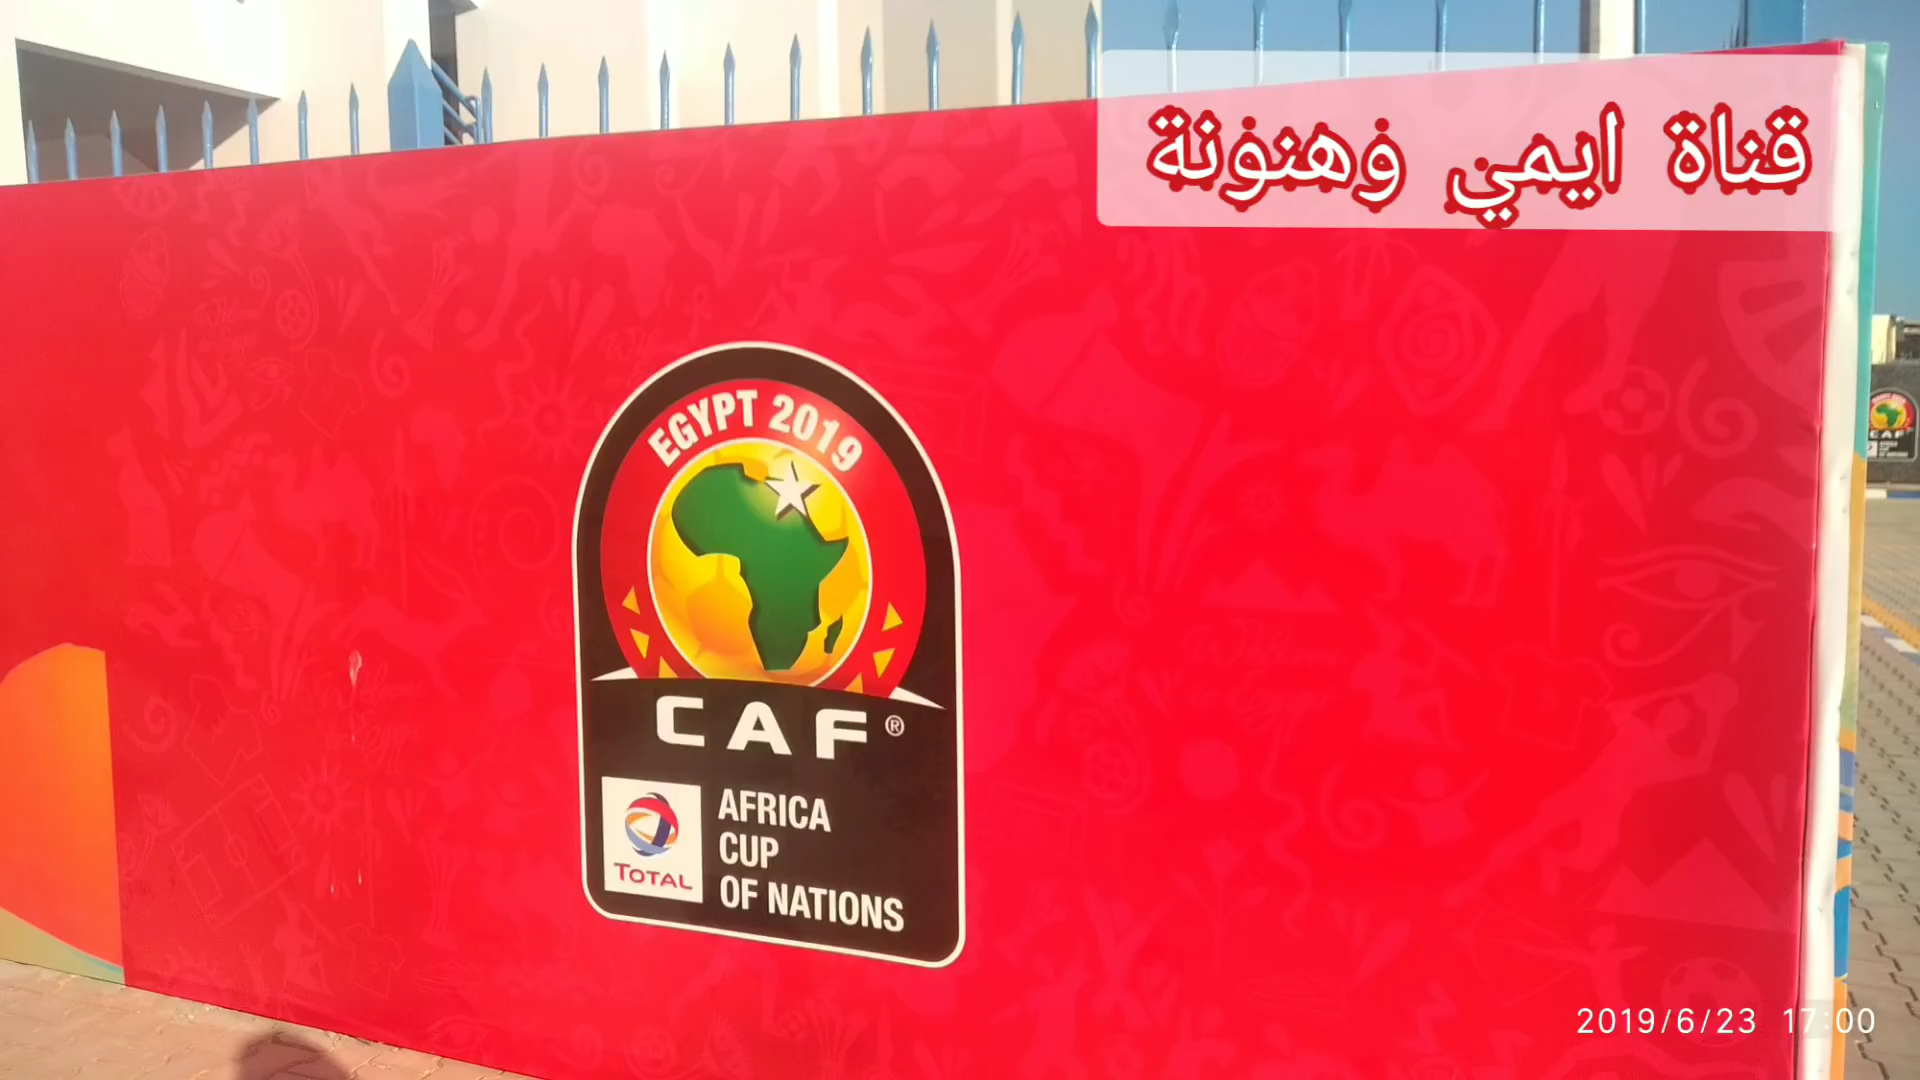 قناة ايمي وهنونة
EGYPT 2019
CAF®
TOTAL
AFRICA
CUP
OF NATIONS
2019/6/23 17:00